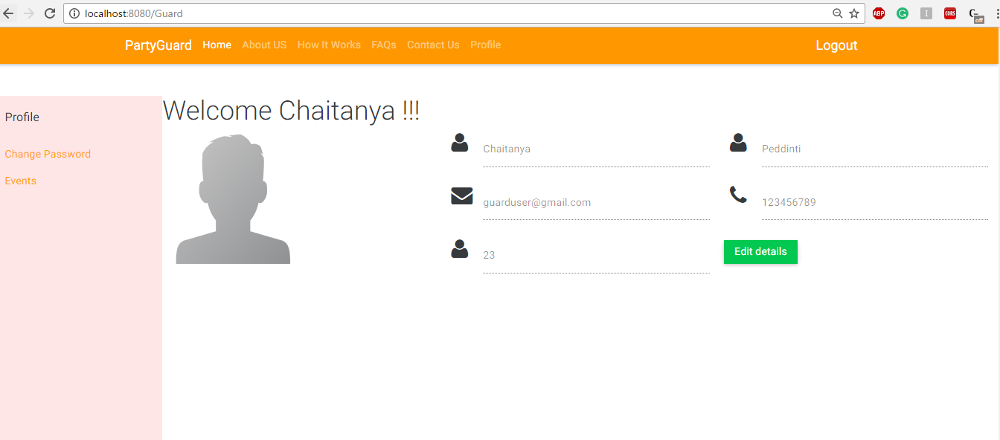 localhost:8080/Guard
ABP
CORS
off
PartyGuard Home About US How It Works FAQs Contact Us Profile Logout
Profile
Change Password
Events
Welcome Chaitanya !!!
Chaitanya
Peddinti
guarduser@gmail.com
123456789
23
Edit details